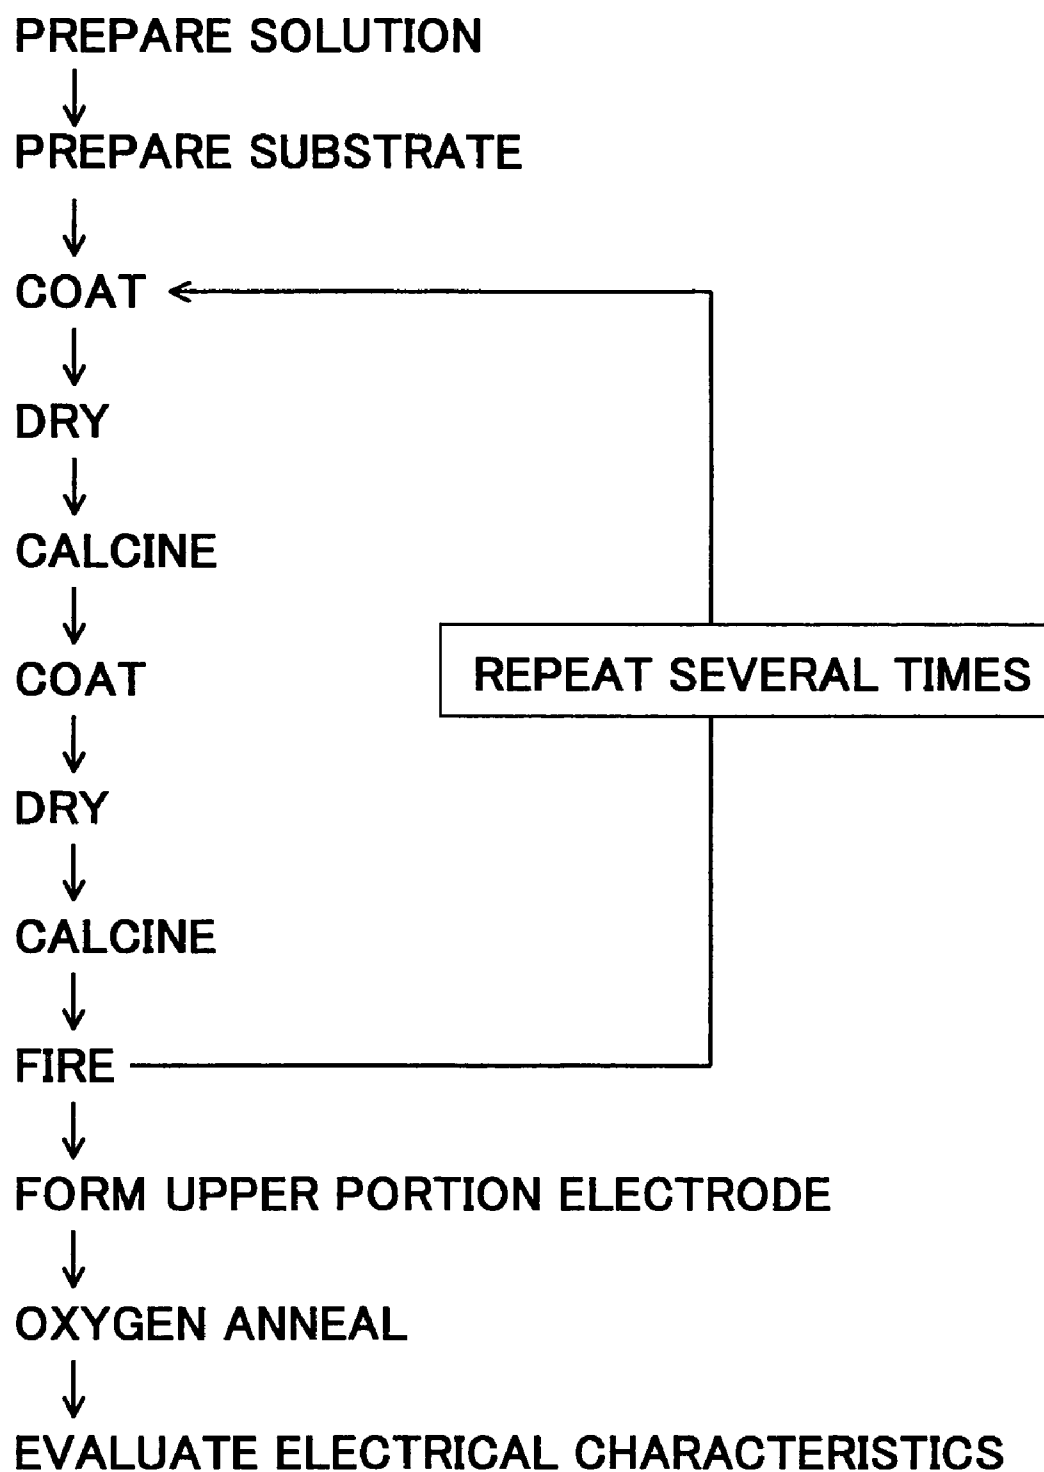 PREPARE SOLUTION
PREPARE SUBSTRATE
COAT
DRY
CALCINE
COAT
REPEAT SEVERAL TIMES
DRY
CALCINE
FIRE
FORM UPPER PORTION ELECTRODE
OXYGEN ANNEAL
EVALUATE ELECTRICAL CHARACTERISTICS